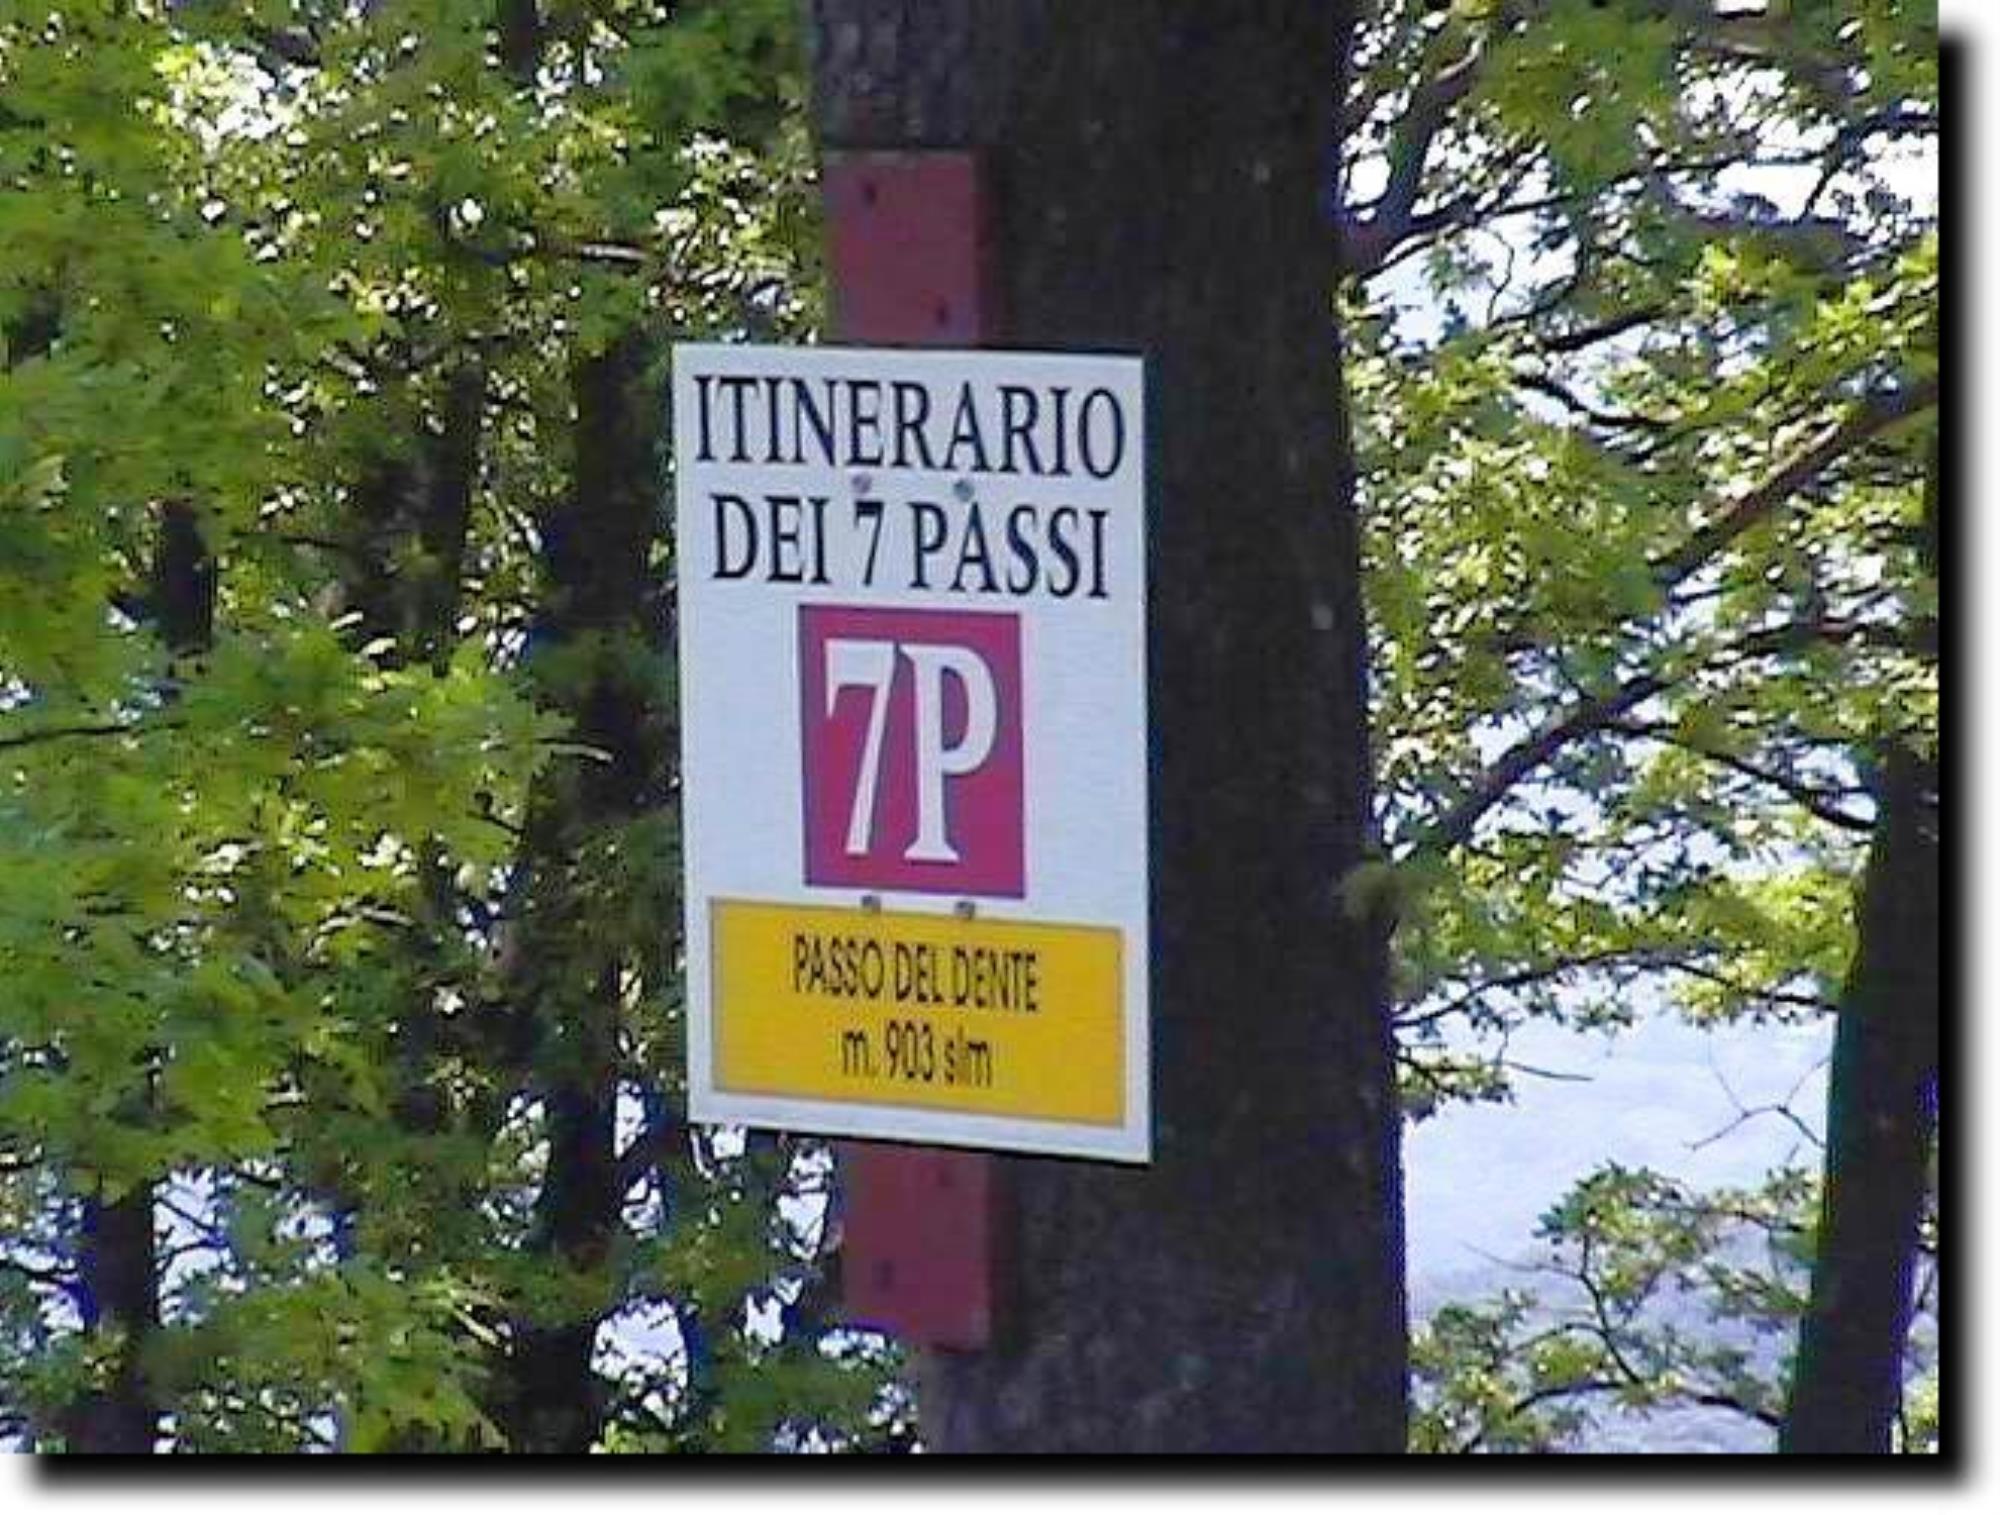 ITINERARIO
DEI 7 PASSI
7P
PASSO DEL DENTE
m. 903 slm